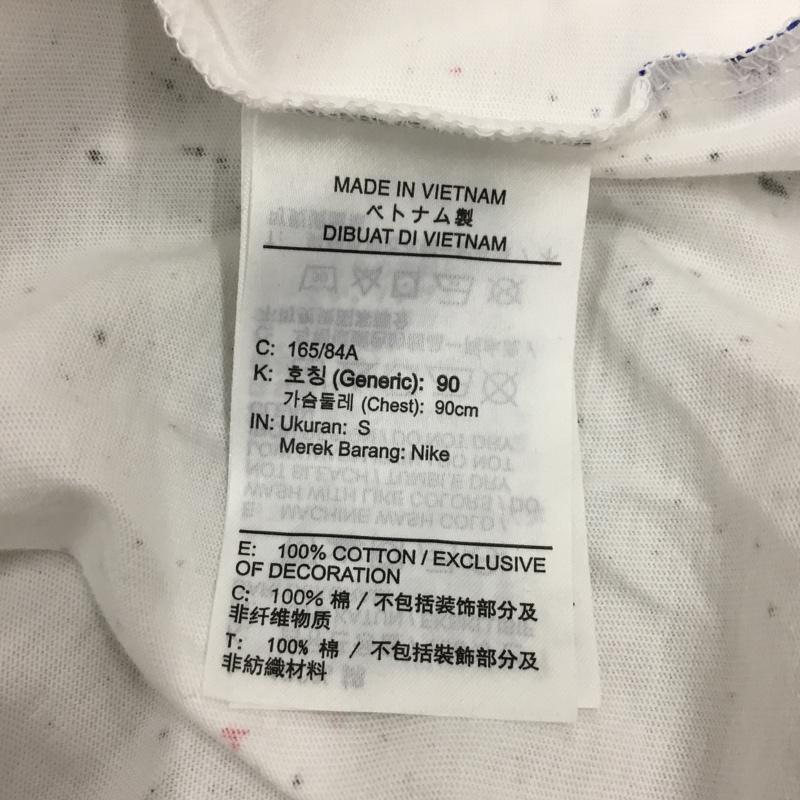 MADE IN VIETNAM
ベトナム製
DIBUAT DI VIETNAM
C: 165/84A
K: 호칭 (Generic): 90
가슴둘레 (Chest): 90cm
IN: Ukuran: S
Merek Barang: Nike
E: 100% COTTON / EXCLUSIVE
OF DECORATION
C: 100% 棉 / 不包括装饰部分及
非纤维物质
T: 100% 棉 / 不包括裝飾部分及
非紡織材料